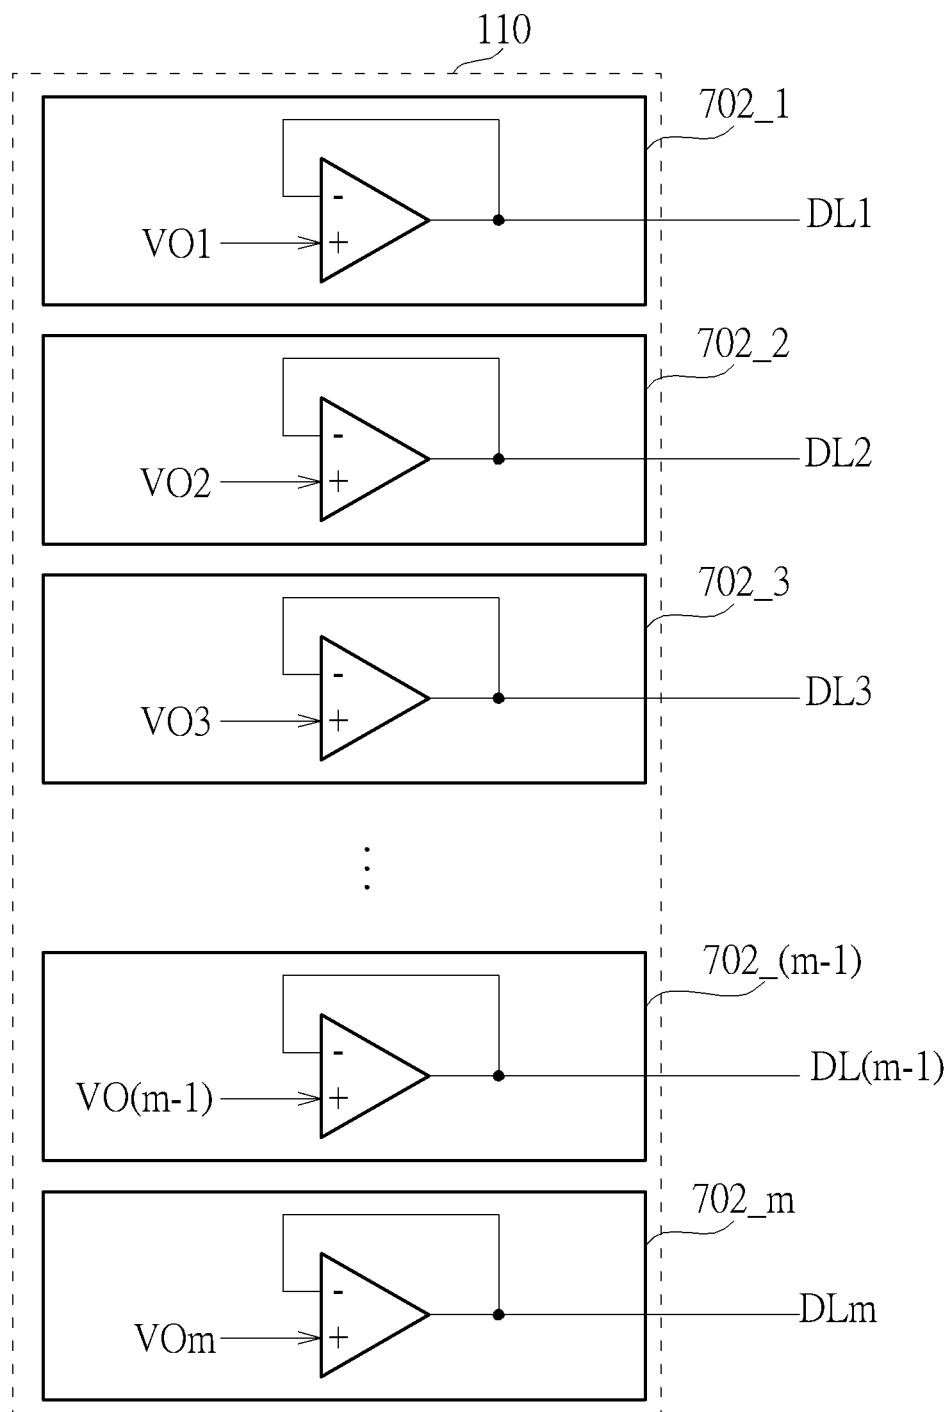 110
702_1
-
VO1
+
DL1
702_2
-
VO2
+
DL2
702_3
-
VO3
+
DL3
702_(m-1)
-
VO(m-1)
+
DL(m-1)
702_m
-
VOm
+
DLm